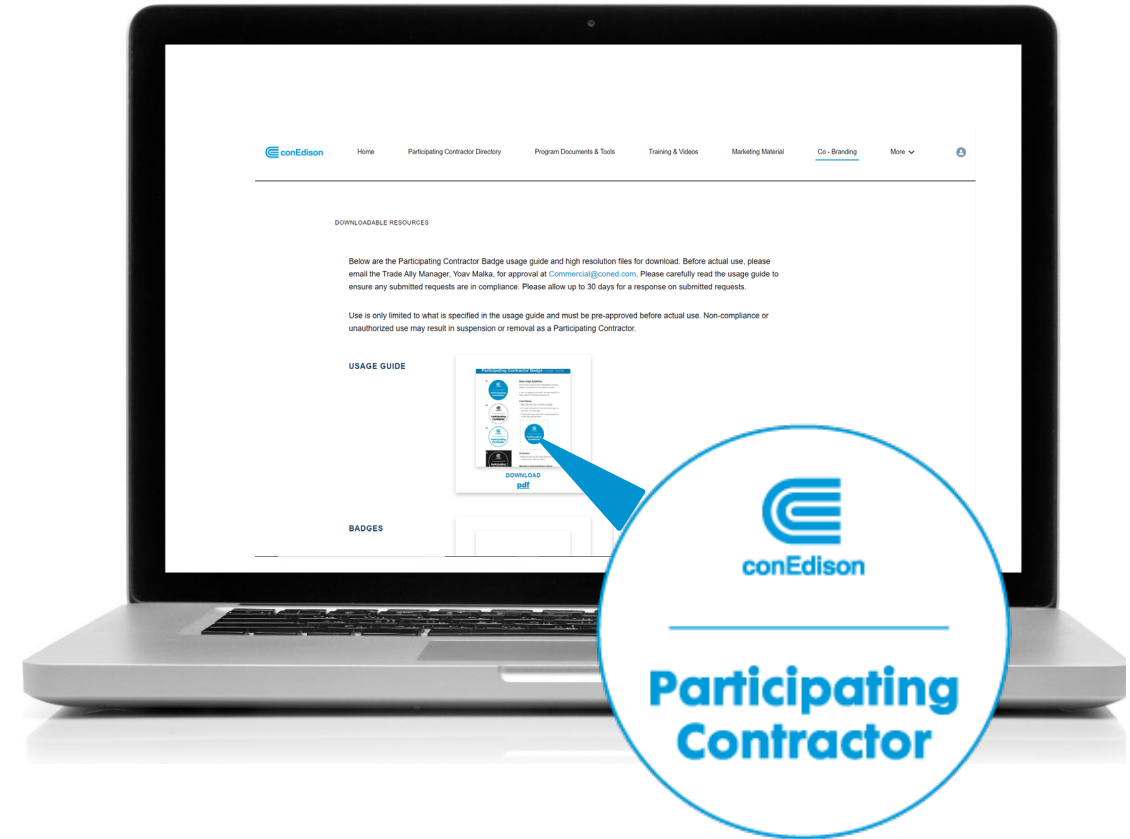 conEdison Home Participating Contractor Directory Program Documents & Tools Training & Videos Marketing Material Co - Branding More
DOWNLOADABLE RESOURCES
Below are the Participating Contractor Badge usage guide and high resolution files for download. Before actual use, please
email the Trade Ally Manager, Yoav Malka, for approval at Commercial@coned.com. Please carefully read the usage guide to
ensure any submitted requests are in compliance. Please allow up to 30 days for a response on submitted requests.
Use is only limited to what is specified in the usage guide and must be pre-approved before actual use. Non-compliance or
unauthorized use may result in suspension or removal as a Participating Contractor.
USAGE GUIDE
Participating Contractor Badge Usage Guide
DOWNLOAD
pdf
BADGES
conEdison
Participating
Contractor